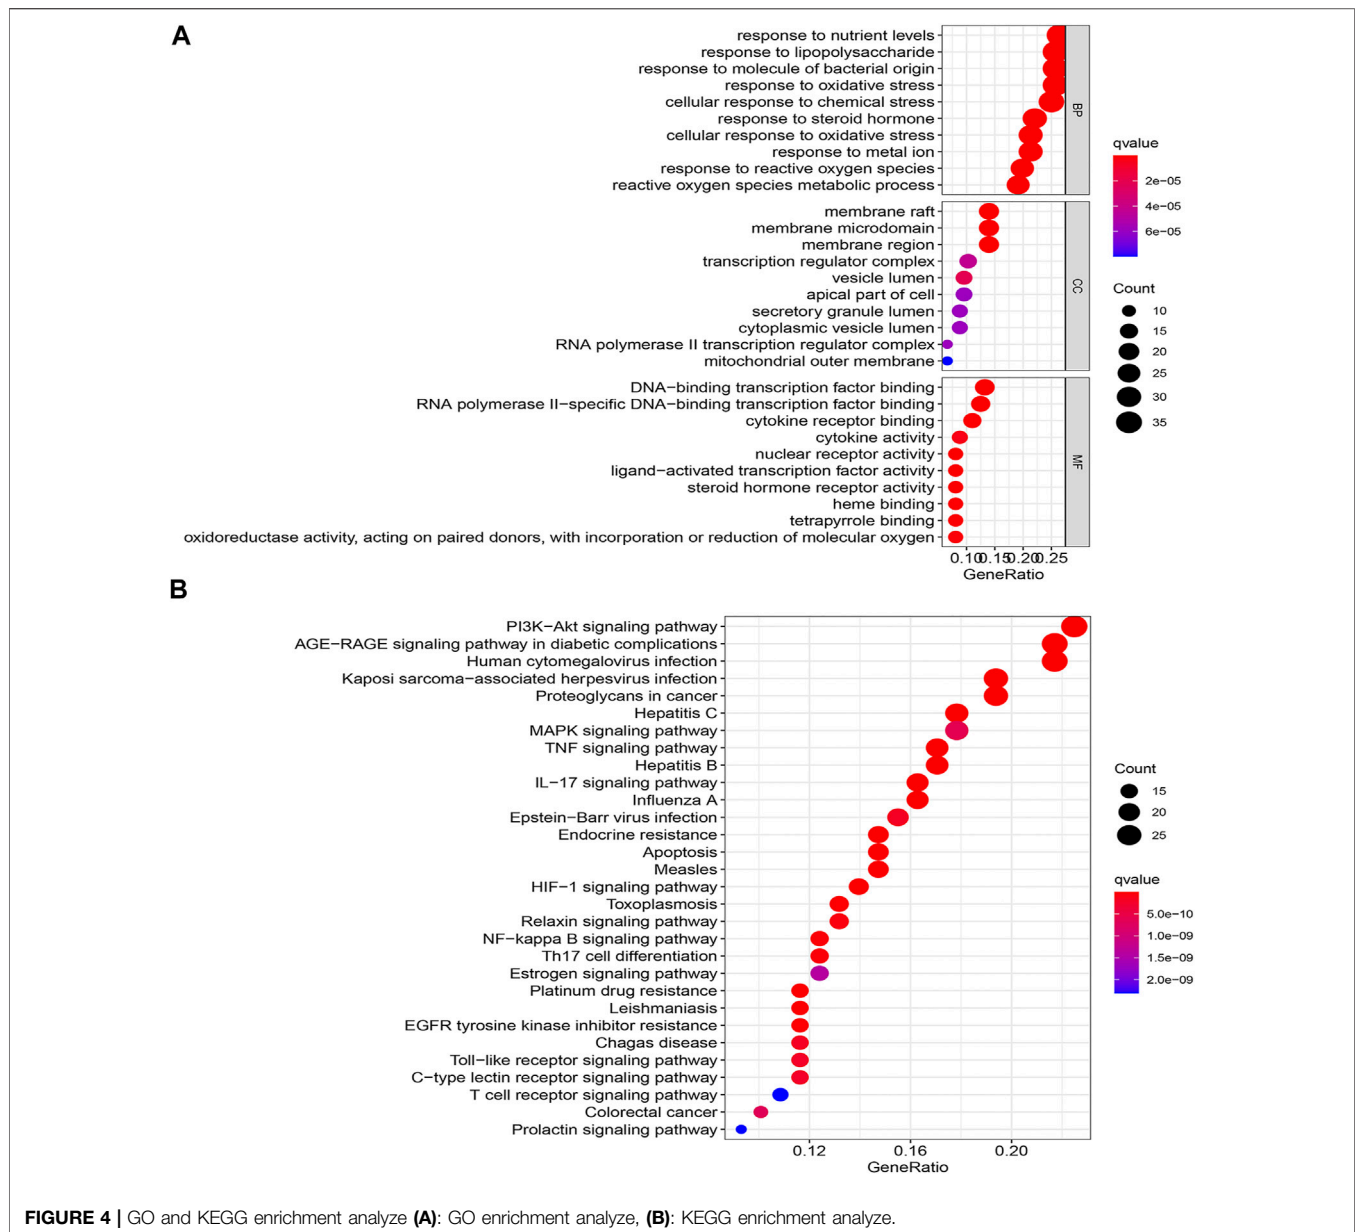 A
response to nutrient levels
response to lipopolysaccharide
response to molecule of bacterial origin
response to oxidative stress
cellular response to chemical stress
response to steroid hormone
cellular response to oxidative stress
response to metal ion
response to reactive oxygen species
reactive oxygen species metabolic process
BP
membrane raft
membrane microdomain
membrane region
transcription regulator complex
vesicle lumen
apical part of cell
secretory granule lumen
cytoplasmic vesicle lumen
RNA polymerase II transcription regulator complex
mitochondrial outer membrane
CC
DNA−binding transcription factor binding
RNA polymerase II−specific DNA−binding transcription factor binding
cytokine receptor binding
cytokine activity
nuclear receptor activity
ligand−activated transcription factor activity
steroid hormone receptor activity
heme binding
tetrapyrrole binding
oxidoreductase activity, acting on paired donors, with incorporation or reduction of molecular oxygen
MF
0.10 0.15 0.20 0.25
GeneRatio
qvalue
2e−05
4e−05
6e−05
Count
10
15
20
25
30
35
B
PI3K−Akt signaling pathway
AGE−RAGE signaling pathway in diabetic complications
Human cytomegalovirus infection
Kaposi sarcoma−associated herpesvirus infection
Proteoglycans in cancer
Hepatitis C
MAPK signaling pathway
TNF signaling pathway
Hepatitis B
IL−17 signaling pathway
Influenza A
Epstein−Barr virus infection
Endocrine resistance
Apoptosis
Measles
HIF−1 signaling pathway
Toxoplasmosis
Relaxin signaling pathway
NF−kappa B signaling pathway
Th17 cell differentiation
Estrogen signaling pathway
Platinum drug resistance
Leishmaniasis
EGFR tyrosine kinase inhibitor resistance
Chagas disease
Toll−like receptor signaling pathway
C−type lectin receptor signaling pathway
T cell receptor signaling pathway
Colorectal cancer
Prolactin signaling pathway
0.12 0.16 0.20
GeneRatio
Count
15
20
25
qvalue
5.0e−10
1.0e−09
1.5e−09
2.0e−09
FIGURE 4 | GO and KEGG enrichment analyze (A): GO enrichment analyze, (B): KEGG enrichment analyze.